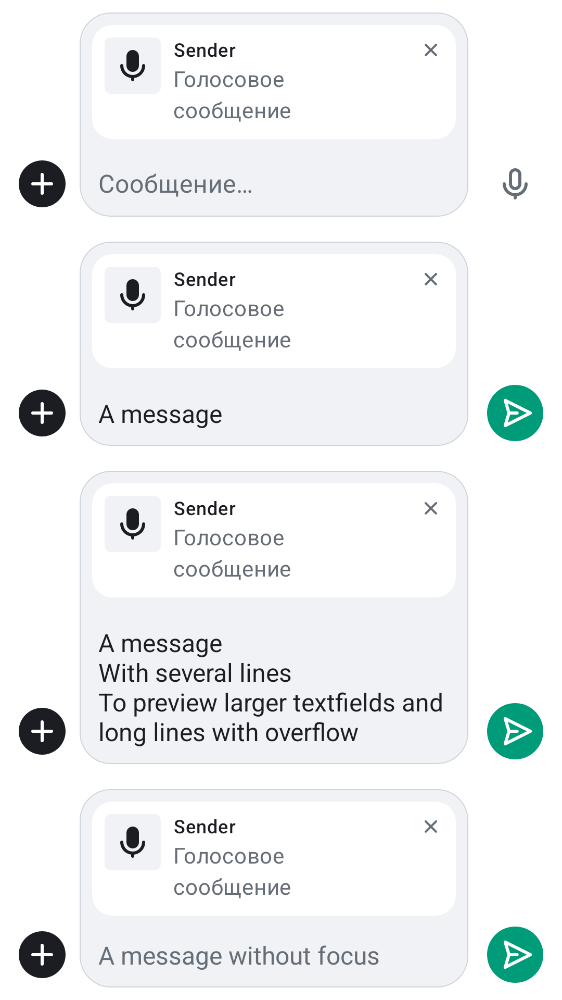 Sender
Голосовое
сообщение
Сообщение…
Sender
Голосовое
сообщение
A message
Sender
Голосовое
сообщение
A message
With several lines
To preview larger textfields and
long lines with overflow
Sender
Голосовое
сообщение
A message without focus